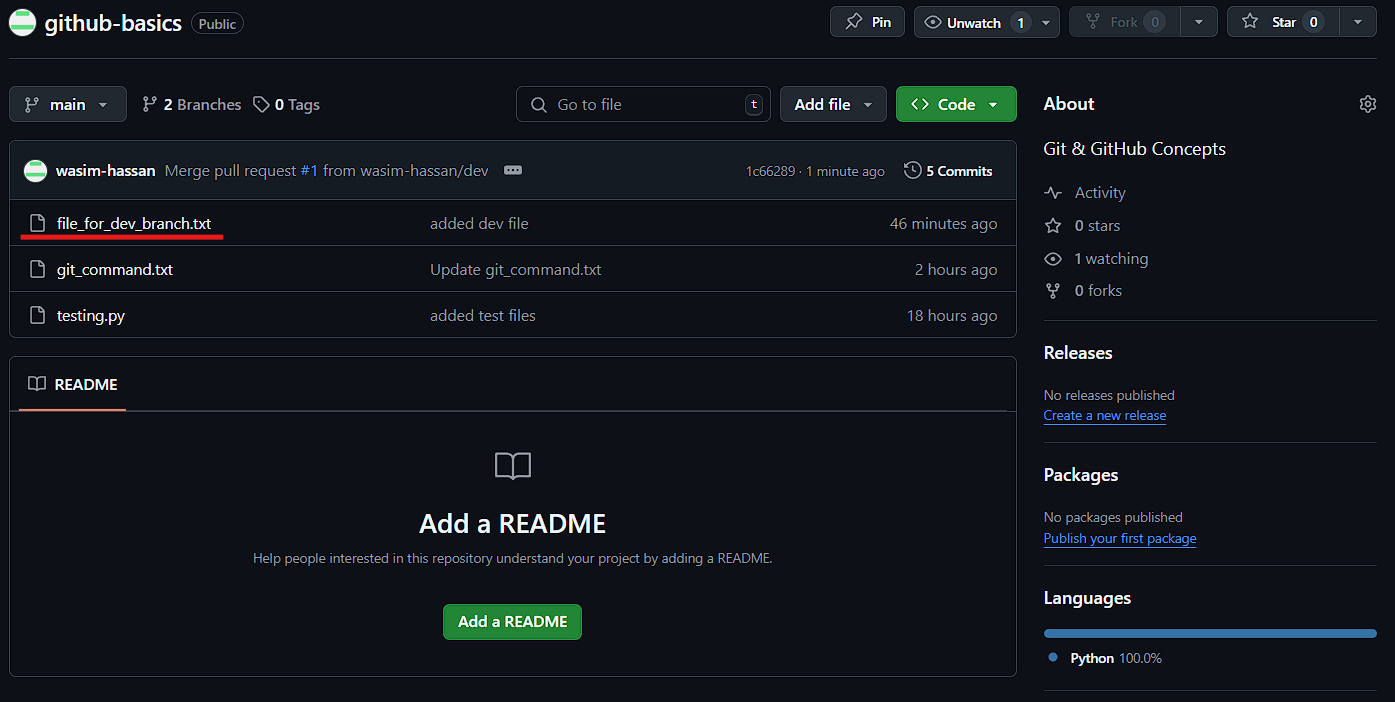 github-basics Public Pin Unwatch 1 Fork 0 Star 0
main 2 Branches 0 Tags Go to file t Add file Code
wasim-hassan Merge pull request #1 from wasim-hassan/dev 1c66289 · 1 minute ago 5 Commits
file_for_dev_branch.txt added dev file 46 minutes ago
git_command.txt Update git_command.txt 2 hours ago
testing.py added test files 18 hours ago
README
Add a README
Help people interested in this repository understand your project by adding a README.
Add a README
About
Git & GitHub Concepts
Activity
0 stars
1 watching
0 forks
Releases
No releases published
Create a new release
Packages
No packages published
Publish your first package
Languages
Python 100.0%